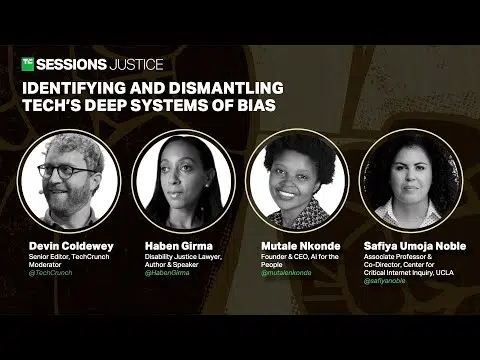 TC SESSIONS JUSTICE
IDENTIFYING AND DISMANTLING
TECH'S DEEP SYSTEMS OF BIAS
Devin Coldewey
Senior Editor, TechCrunch
Moderator
@TechCrunch
Haben Girma
Disability Justice Lawyer,
Author & Speaker
@HabenGirma
Mutale Nkonde
Founder & CEO, AI for
the People
@mutalenkonde
Safiya Umoja Noble
Associate Professor &
Co-Director, Center for
Critical Internet Inquiry, UCLA
@safiyanoble